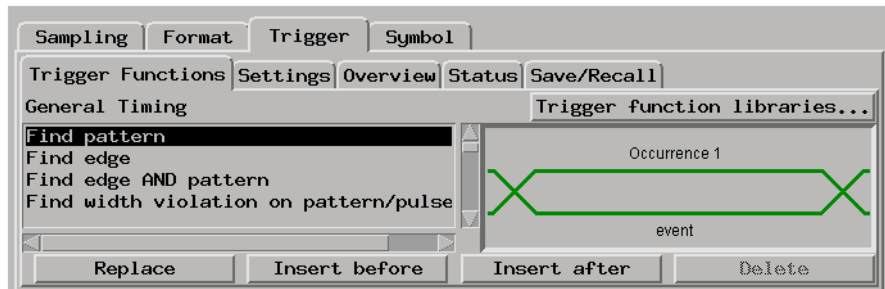 Sampling Format Trigger Symbol
Trigger Functions Settings Overview Status Save/Recall
General Timing Trigger function libraries...
Find pattern
Find edge
Find edge AND pattern
Find width violation on pattern/pulse
Occurrence 1
event
Replace Insert before Insert after Delete